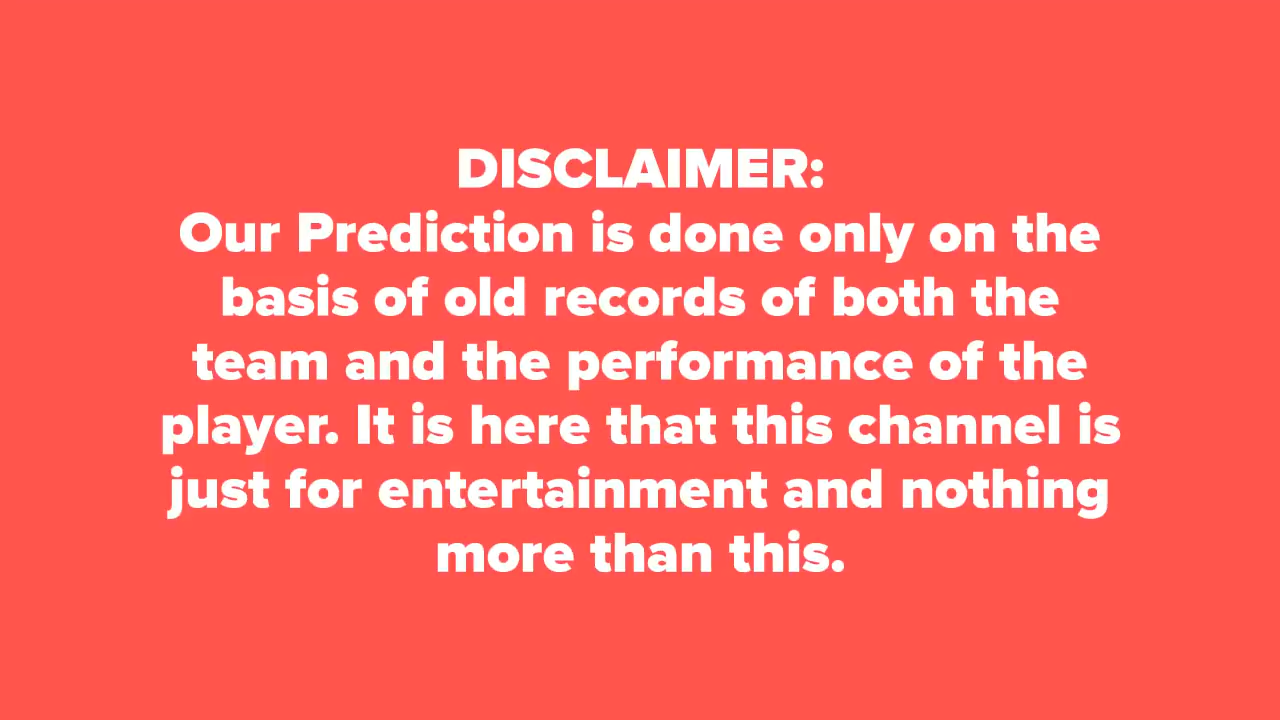 DISCLAIMER:
Our Prediction is done only on the
basis of old records of both the
team and the performance of the
player. It is here that this channel is
just for entertainment and nothing
more than this.